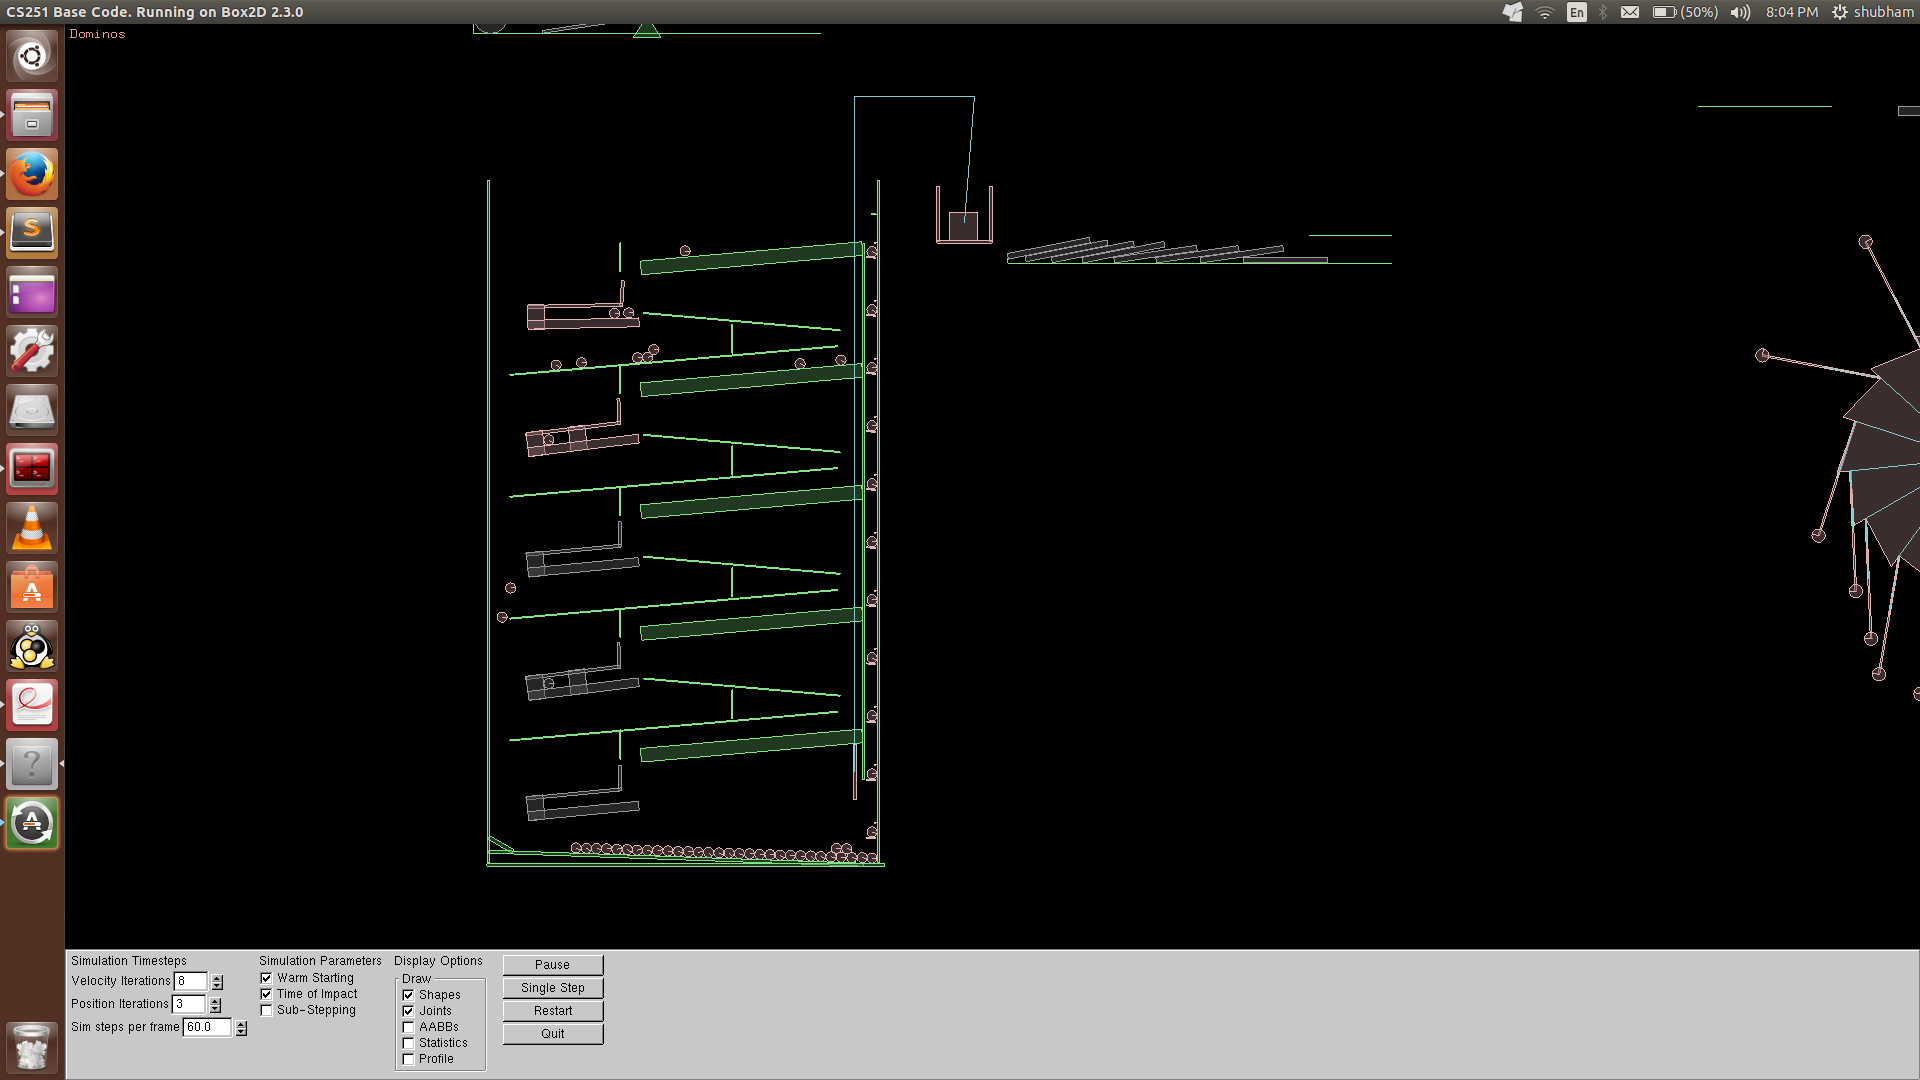 CS251 Base Code. Running on Box2D 2.3.0
En
(50%)
8:04 PM
shubham
Dominos
Simulation Timesteps
Velocity Iterations 8
Position Iterations 3
Sim steps per frame 60.0
Simulation Parameters
Warm Starting
Time of Impact
Sub-Stepping
Display Options
Draw
Shapes
Joints
AABBs
Statistics
Profile
Pause
Single Step
Restart
Quit